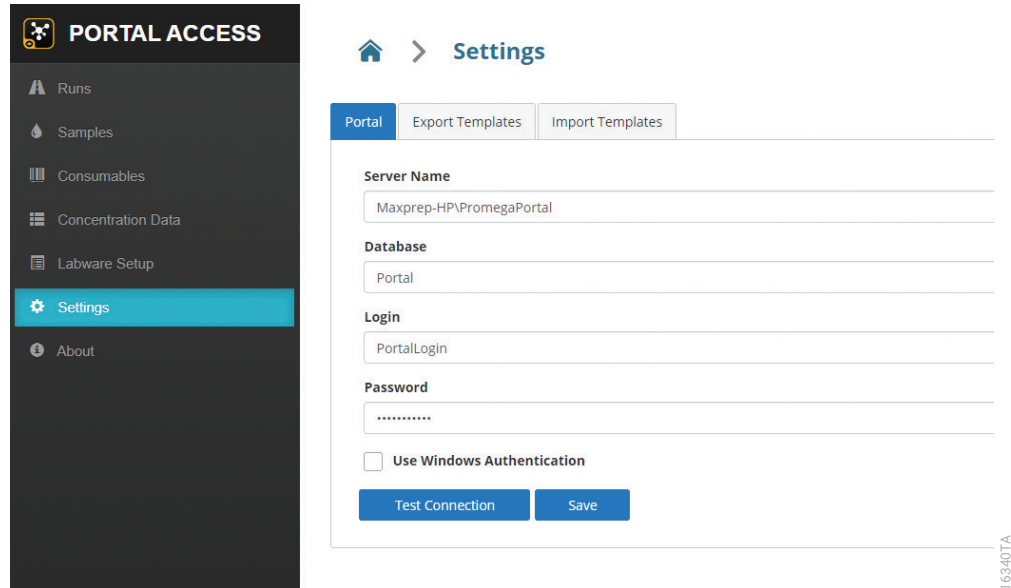 PORTAL ACCESS
Runs
Samples
Consumables
Concentration Data
Labware Setup
Settings
About
Settings
Portal Export Templates Import Templates
Server Name
Maxprep-HP\PromegaPortal
Database
Portal
Login
PortalLogin
Password
•••••••••••
Use Windows Authentication
Test Connection Save
16340TA